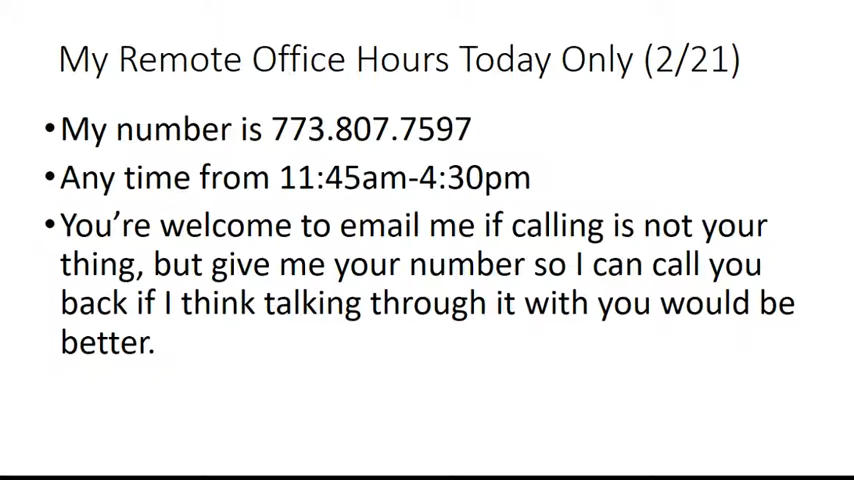 My Remote Office Hours Today Only (2/21)
•My number is 773.807.7597
•Any time from 11:45am-4:30pm
•You’re welcome to email me if calling is not your
thing, but give me your number so I can call you
back if I think talking through it with you would be
better.